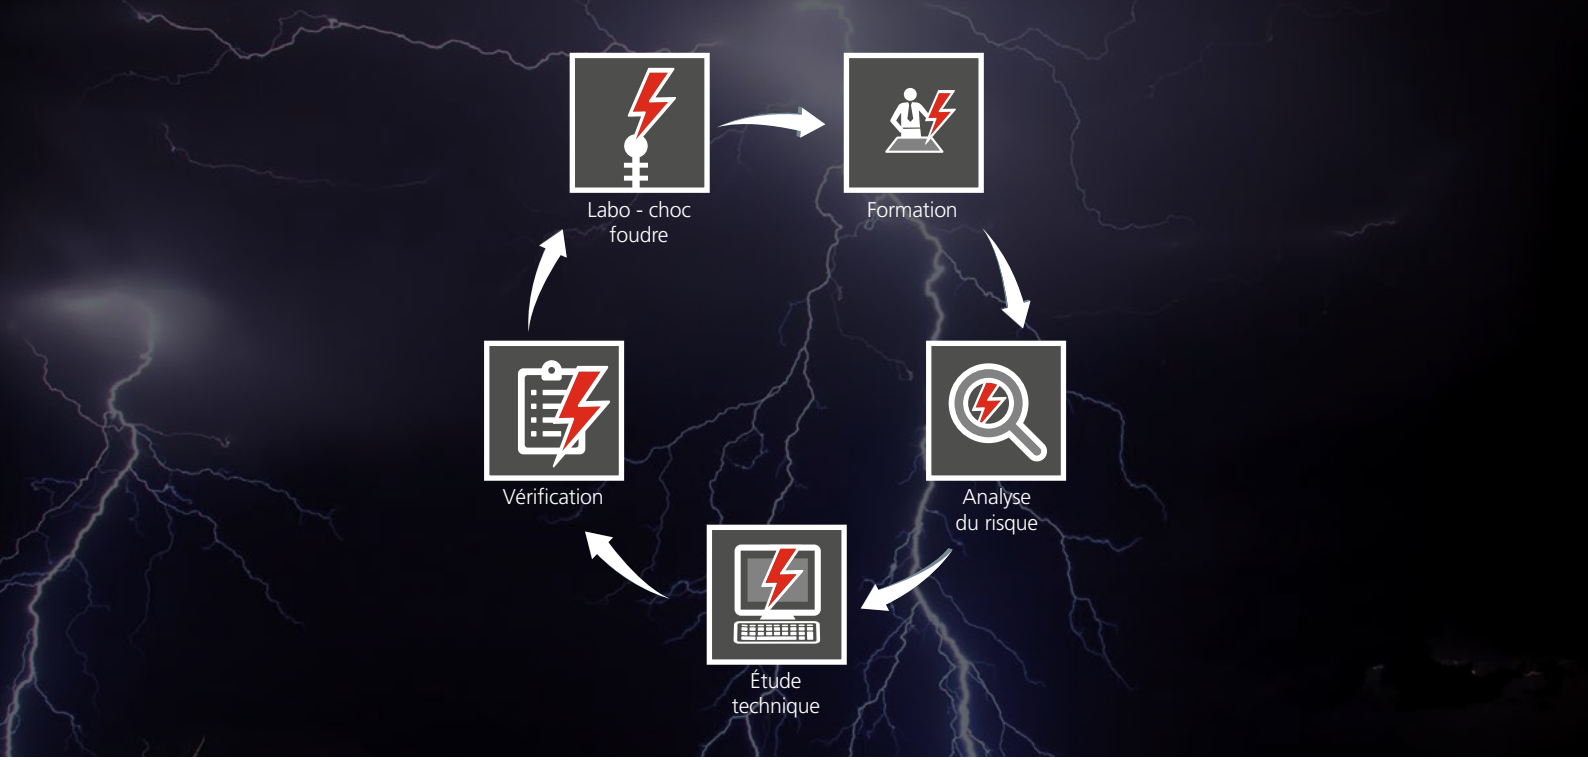 Labo - choc
foudre
Formation
Analyse
du risque
Étude
technique
Vérification